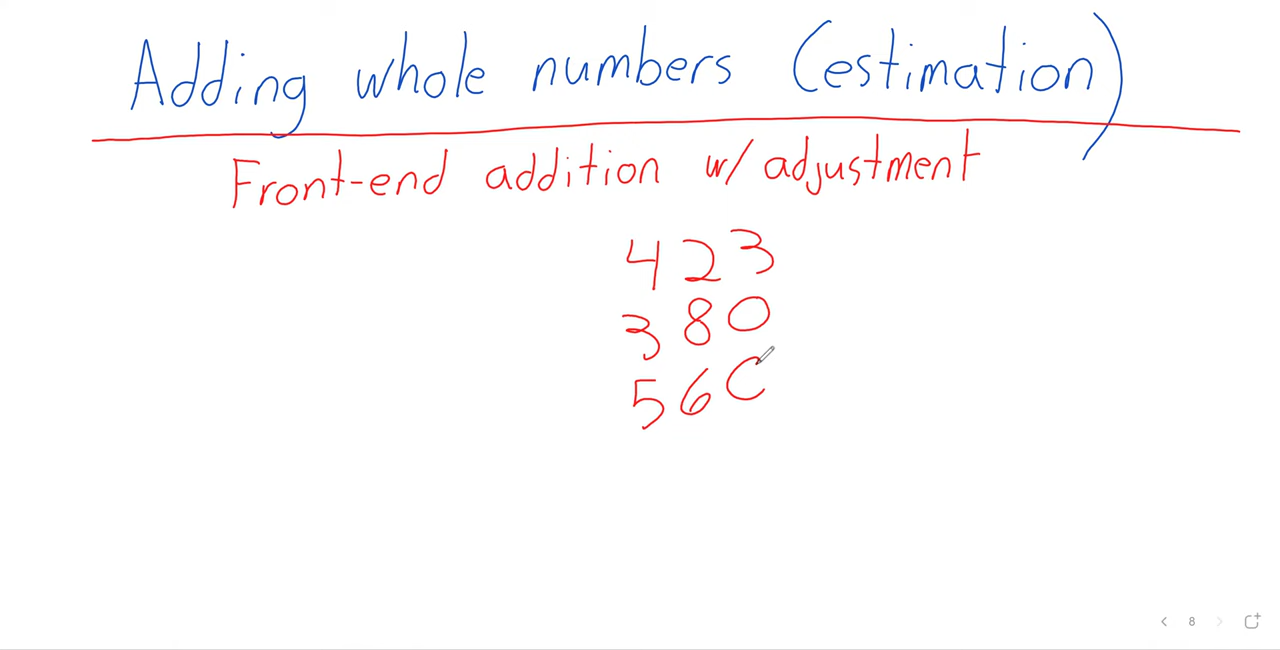 Adding whole numbers (estimation)
Front-end addition w/ adjustment
423
380
56
8